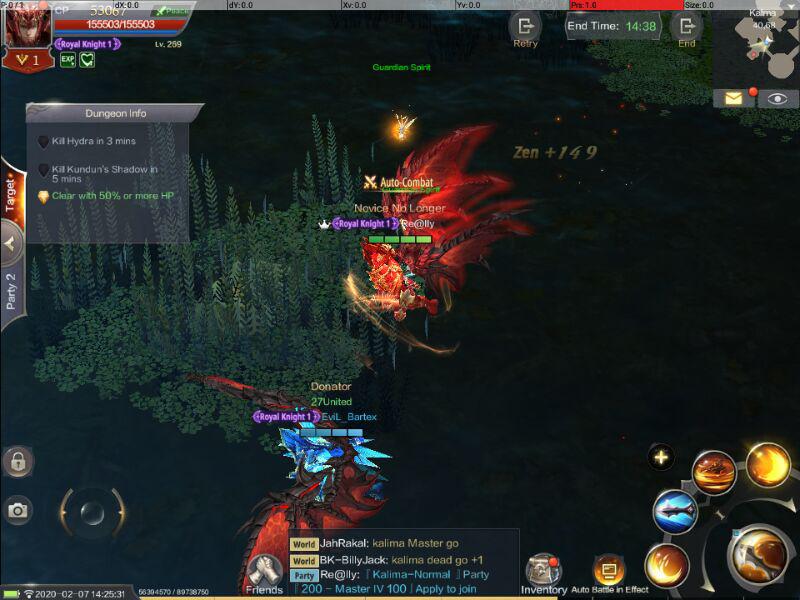 P: 0 / 1 dX: 0.0 dY: 0.0 Xv: 0.0 Yv: 0.0 Prs: 1.0 Size: 0.0
CP 53067 Peace
155503/155503
Royal Knight 1 Lv. 269
1 EXP
Retry
End Time: 14:38
End
Kalima
40,68
Guardian Spirit
Dungeon Info
Kill Hydra in 3 mins
Kill Kundun's Shadow in
5 mins
Clear with 50% or more HP
Target
Party 2
Zen +149
Auto-Combat
Novice No Longer
Royal Knight 1 Re@lly
Donator
27United
Royal Knight 1 EviL Bartex
World JahRakal: kalima Master go
World BK-BillyJack: kalima dead go +1
Party Re@lly: 『Kalima-Normal』Party
『200 - Master IV 100』Apply to join
Friends
Inventory
Auto Battle in Effect
2020-02-07 14:25:31
56394570 / 89738750